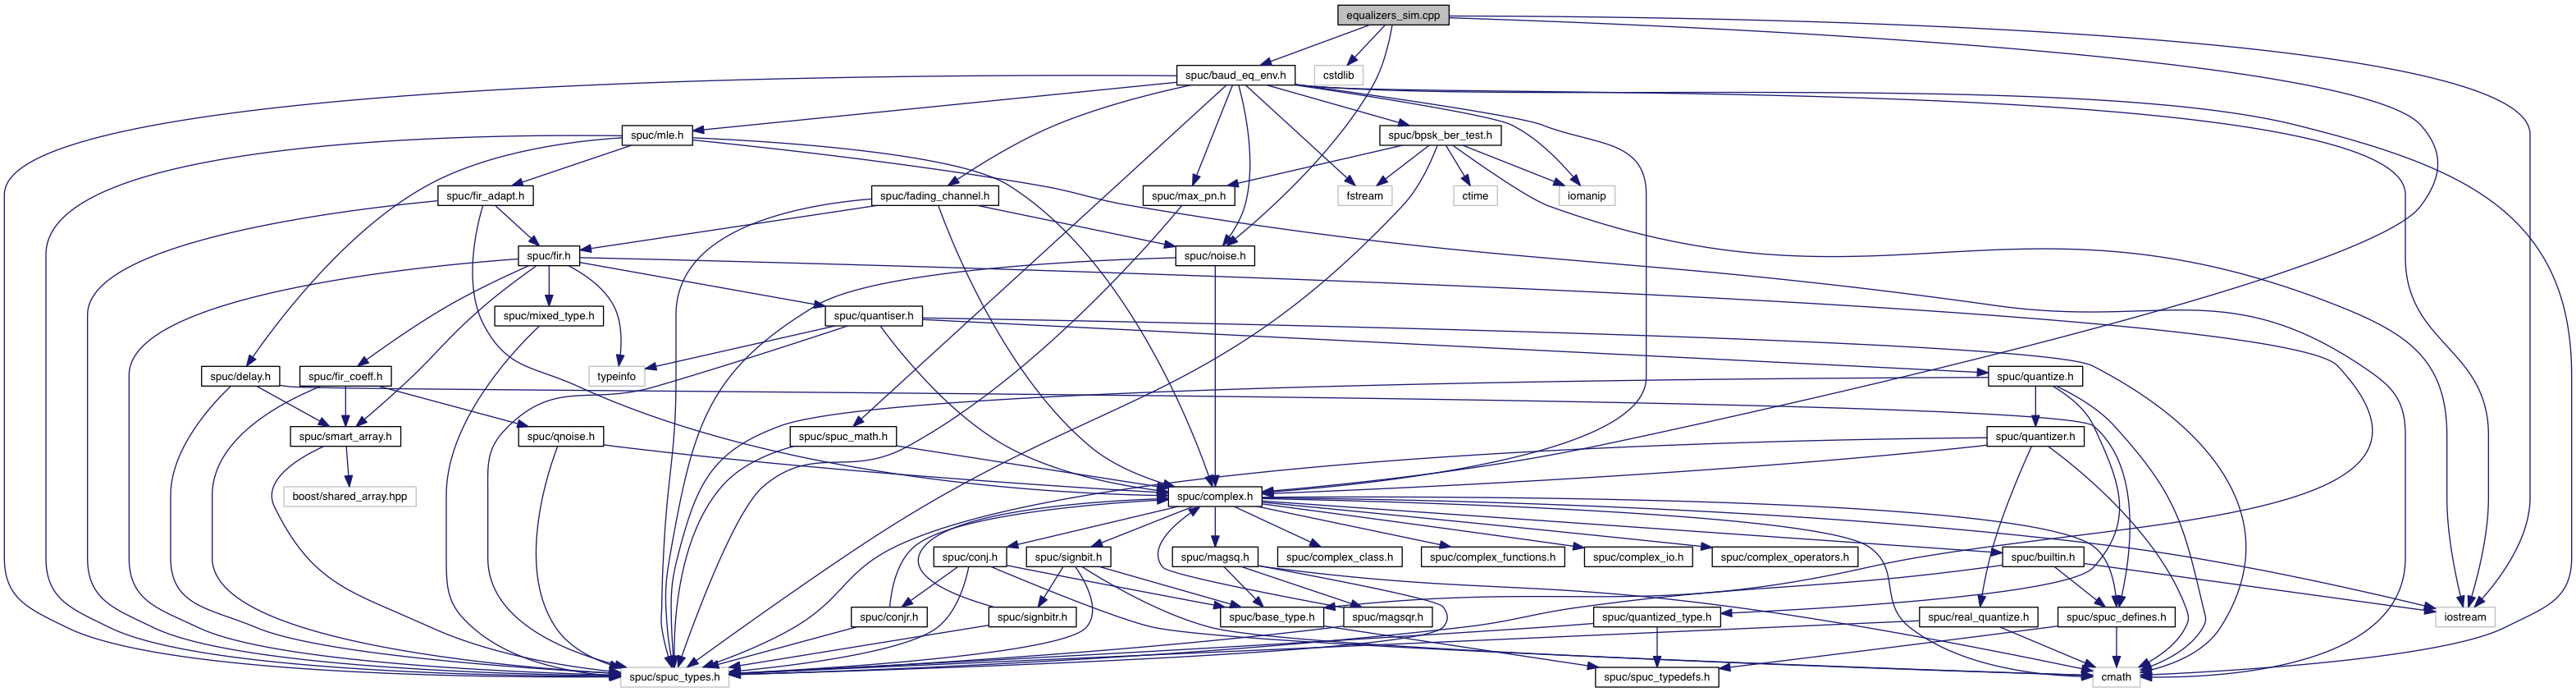 equalizers_sim.cpp
spuc/baud_eq_env.h
cstdlib
spuc/mle.h
spuc/bpsk_ber_test.h
spuc/fir_adapt.h
spuc/fading_channel.h
spuc/max_pn.h
fstream
ctime
iomanip
spuc/fir.h
spuc/noise.h
spuc/mixed_type.h
spuc/quantiser.h
spuc/delay.h
spuc/fir_coeff.h
typeinfo
spuc/quantize.h
spuc/smart_array.h
spuc/qnoise.h
spuc/spuc_math.h
spuc/quantizer.h
boost/shared_array.hpp
spuc/complex.h
spuc/conj.h
spuc/signbit.h
spuc/magsq.h
spuc/complex_class.h
spuc/complex_functions.h
spuc/complex_io.h
spuc/complex_operators.h
spuc/builtin.h
spuc/conjr.h
spuc/signbitr.h
spuc/base_type.h
spuc/magsqr.h
spuc/quantized_type.h
spuc/real_quantize.h
spuc/spuc_defines.h
iostream
spuc/spuc_types.h
spuc/spuc_typedefs.h
cmath